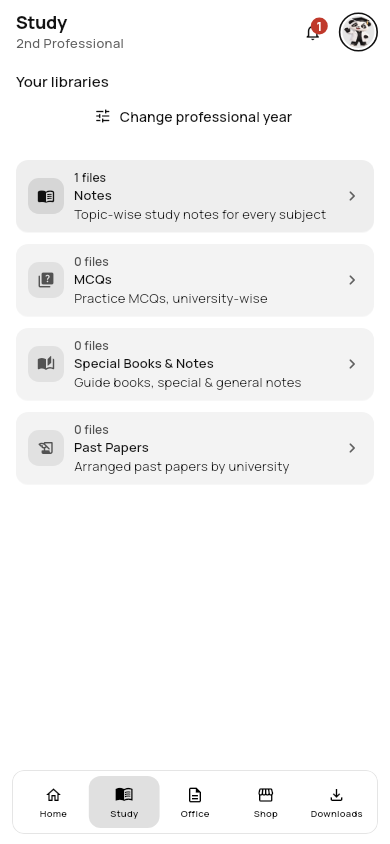 Study
2nd Professional
1
Your libraries
Change professional year
1 files
Notes
Topic-wise study notes for every subject
0 files
MCQs
Practice MCQs, university-wise
0 files
Special Books & Notes
Guide books, special & general notes
0 files
Past Papers
Arranged past papers by university
Home
Study
Office
Shop
Downloads